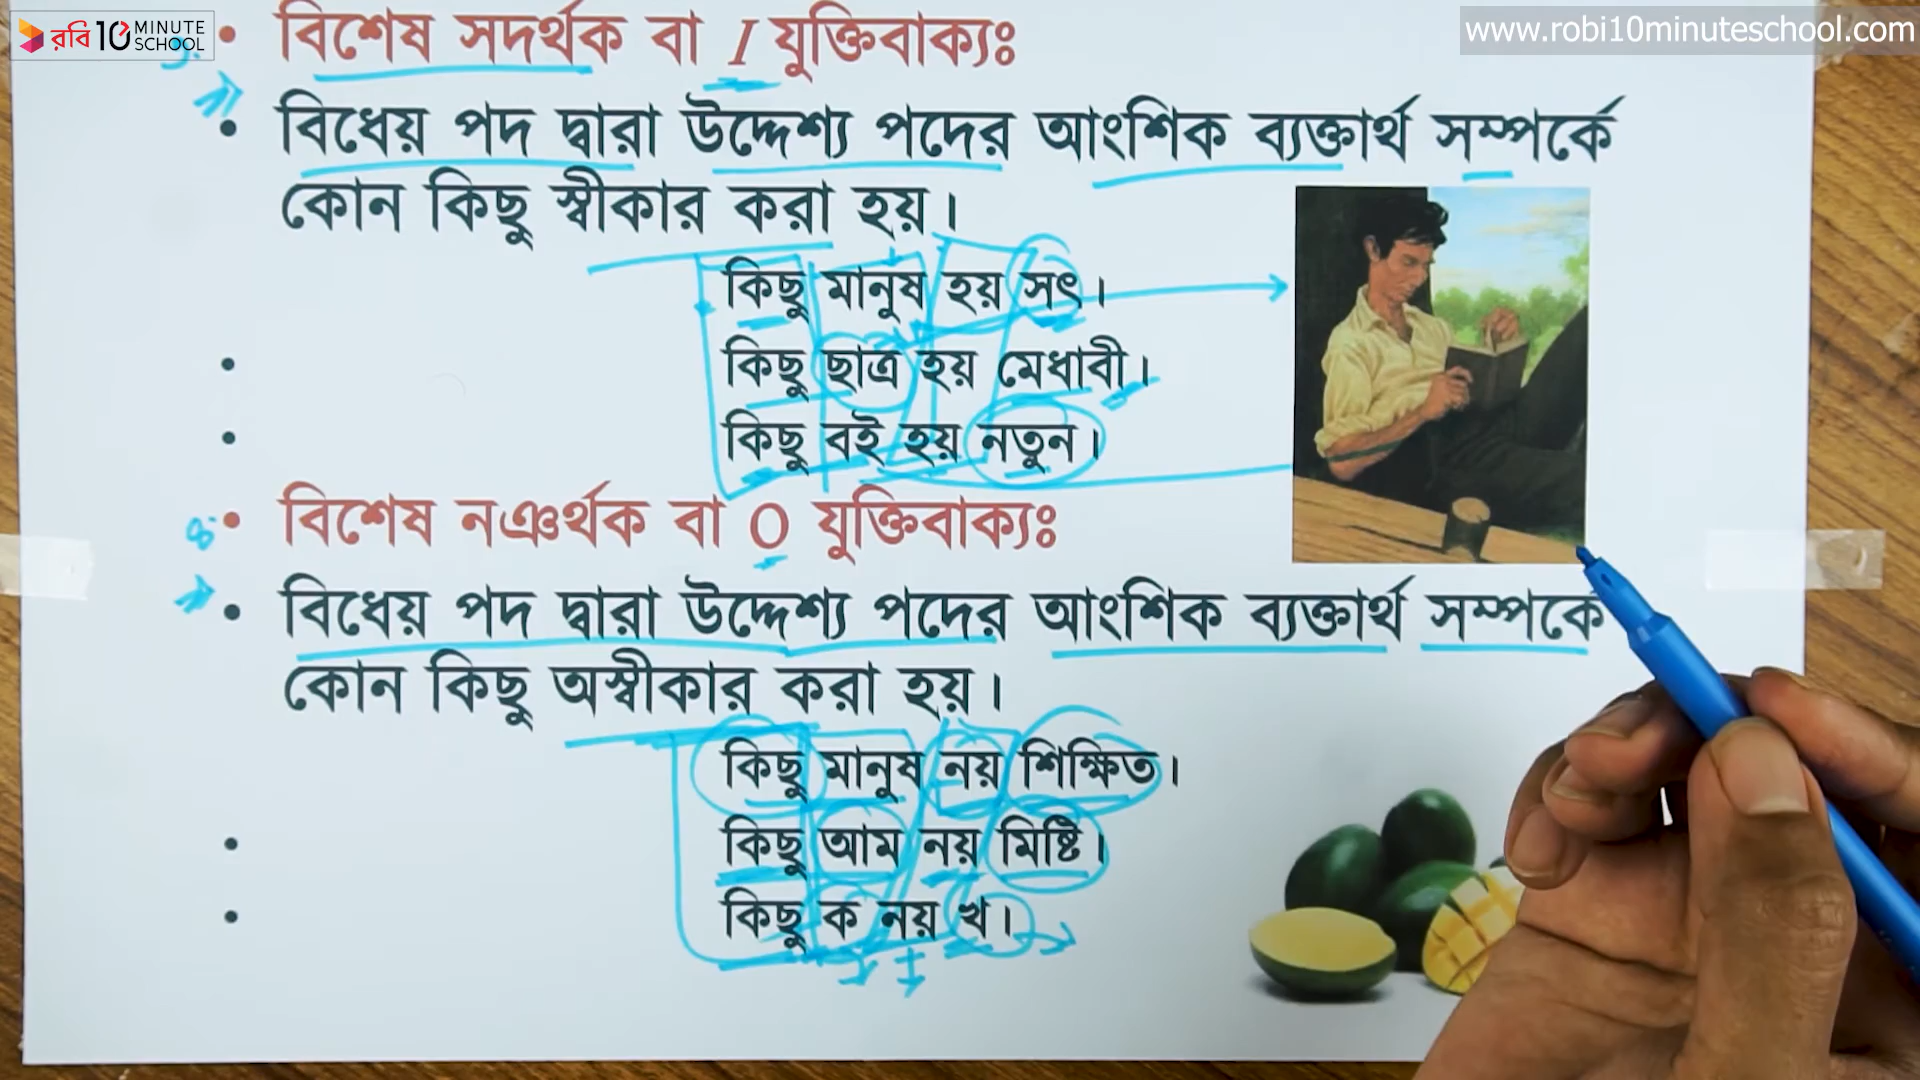 রবি 10 MINUTE SCHOOL
www.robi10minuteschool.com
৩.
• বিশেষ সদর্থক বা I যুক্তিবাক্যঃ
• বিধেয় পদ দ্বারা উদ্দেশ্য পদের আংশিক ব্যক্তার্থ সম্পর্কে
কোন কিছু স্বীকার করা হয়।
কিছু মানুষ হয় সৎ।
• কিছু ছাত্র হয় মেধাবী।
• কিছু বই হয় নতুন।
৪.
• বিশেষ নঞর্থক বা O যুক্তিবাক্যঃ
• বিধেয় পদ দ্বারা উদ্দেশ্য পদের আংশিক ব্যক্তার্থ সম্পর্কে
কোন কিছু অস্বীকার করা হয়।
কিছু মানুষ নয় শিক্ষিত।
• কিছু আম নয় মিষ্টি।
• কিছু ক নয় খ।